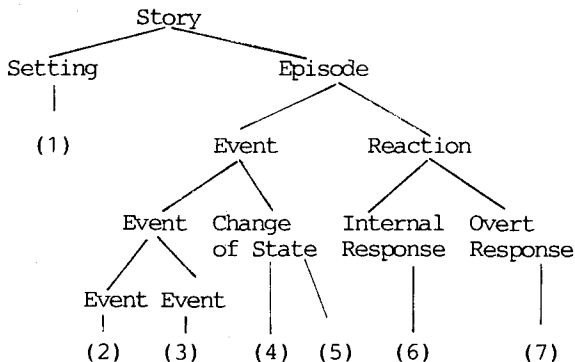 Story
Setting Episode
(1)
Event Reaction
Event Change of State Internal Response Overt Response
Event Event
(2) (3) (4) (5) (6) (7)